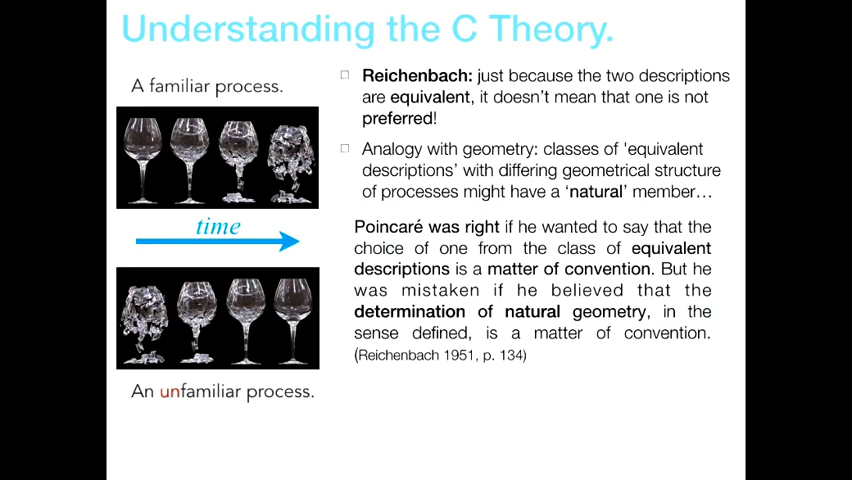 Understanding the C Theory.
A familiar process.
time
An unfamiliar process.
Reichenbach: just because the two descriptions
are equivalent, it doesn't mean that one is not
preferred!
Analogy with geometry: classes of 'equivalent
descriptions' with differing geometrical structure
of processes might have a 'natural' member…
Poincaré was right if he wanted to say that the
choice of one from the class of equivalent
descriptions is a matter of convention. But he
was mistaken if he believed that the
determination of natural geometry, in the
sense defined, is a matter of convention.
(Reichenbach 1951, p. 134)